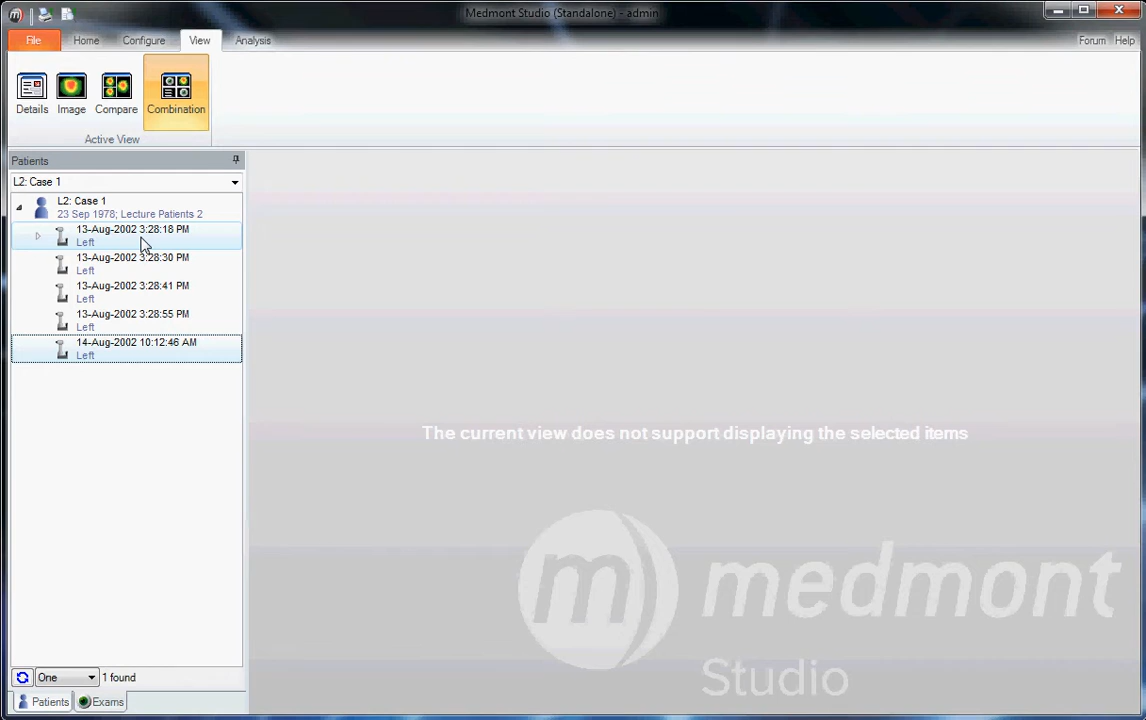 Medmont Studio (Standalone) - admin
File Home Configure View Analysis Forum Help
Details Image Compare Combination
Active View
Patients
L2: Case 1
L2: Case 1
23 Sep 1978; Lecture Patients 2
13-Aug-2002 3:28:18 PM
Left
13-Aug-2002 3:28:30 PM
Left
13-Aug-2002 3:28:41 PM
Left
13-Aug-2002 3:28:55 PM
Left
14-Aug-2002 10:12:46 AM
Left
The current view does not support displaying the selected items
m medmont
Studio
One 1 found
Patients Exams